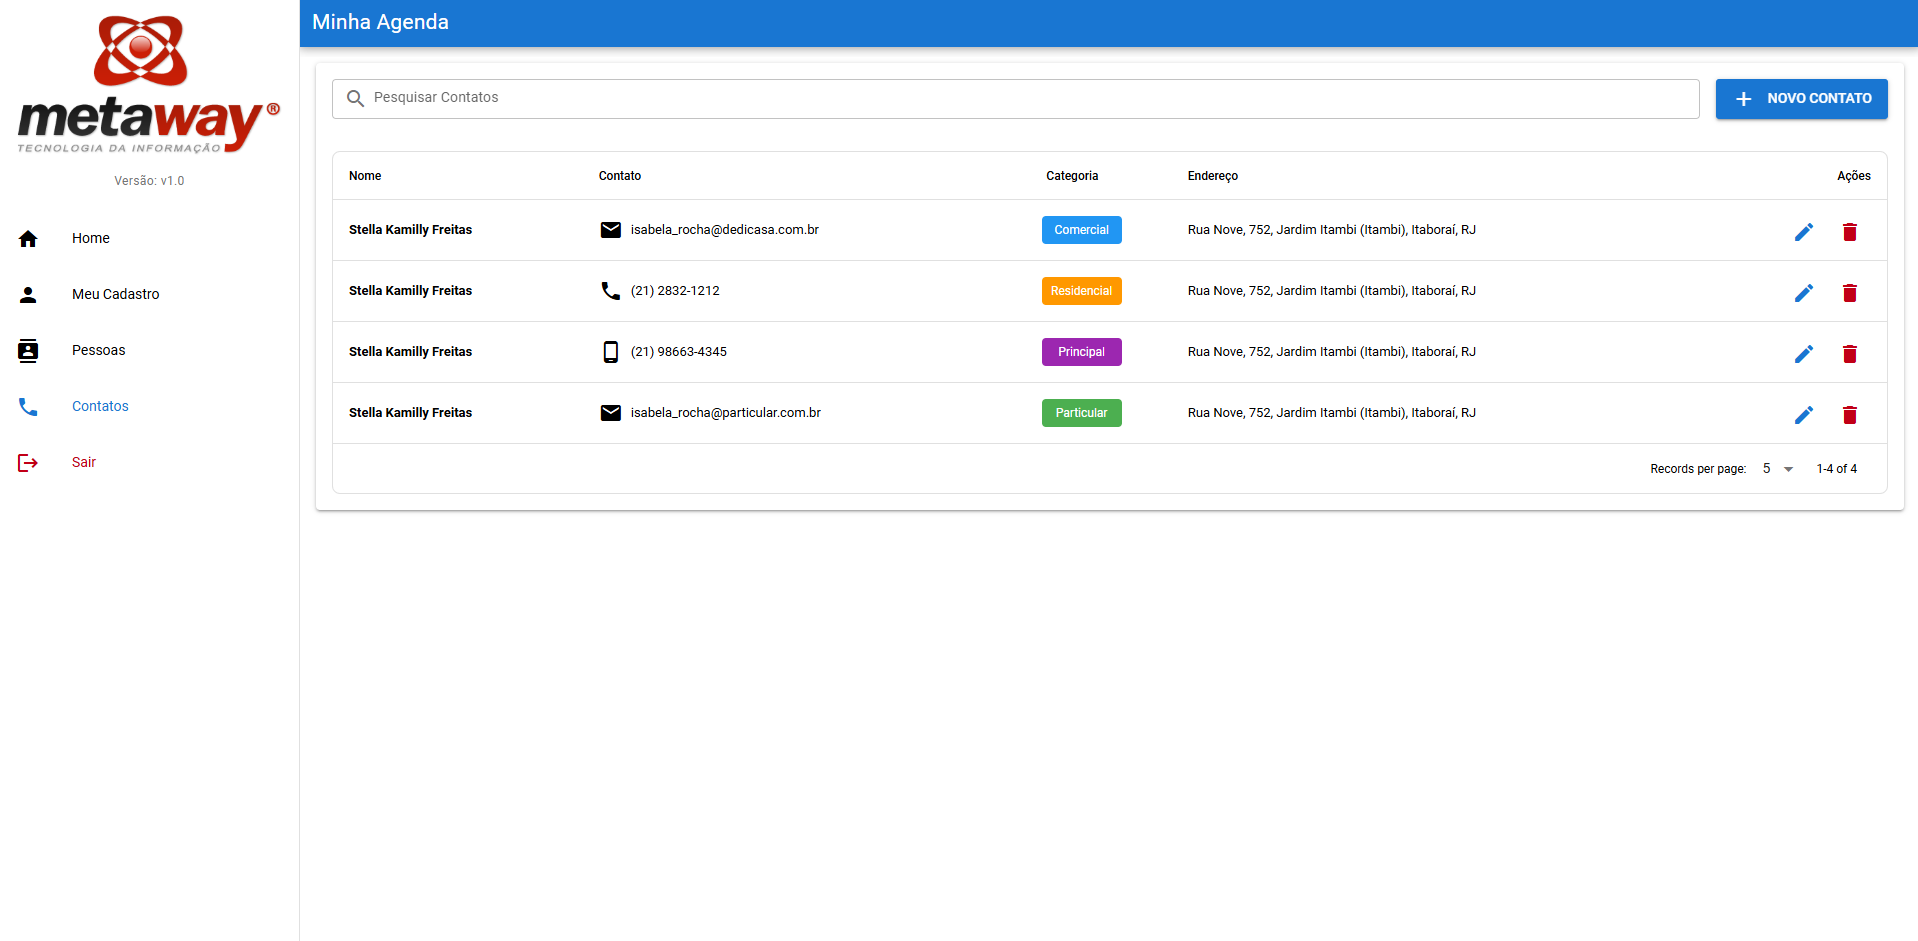 metaway®
TECNOLOGIA DA INFORMAÇÃO
Versão: v1.0
Home
Meu Cadastro
Pessoas
Contatos
Sair
Minha Agenda
Pesquisar Contatos
NOVO CONTATO
Nome Contato Categoria Endereço Ações
Stella Kamilly Freitas isabela_rocha@dedicasa.com.br Comercial Rua Nove, 752, Jardim Itambi (Itambi), Itaboraí, RJ
Stella Kamilly Freitas (21) 2832-1212 Residencial Rua Nove, 752, Jardim Itambi (Itambi), Itaboraí, RJ
Stella Kamilly Freitas (21) 98663-4345 Principal Rua Nove, 752, Jardim Itambi (Itambi), Itaboraí, RJ
Stella Kamilly Freitas isabela_rocha@particular.com.br Particular Rua Nove, 752, Jardim Itambi (Itambi), Itaboraí, RJ
Records per page: 5 1-4 of 4